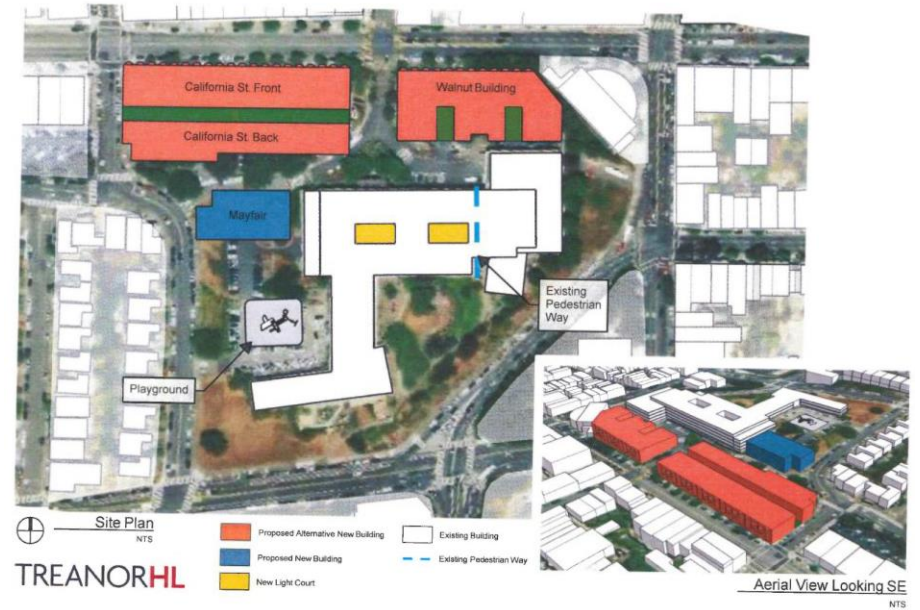 California St. Front
Walnut Building
California St. Back
Mayfair
Existing
Pedestrian
Way
Playground
Site Plan
NTS
Proposed Alternative New Building
Existing Building
Proposed New Building
Existing Pedestrian Way
New Light Court
TREANORHL
Aerial View Looking SE
NTS